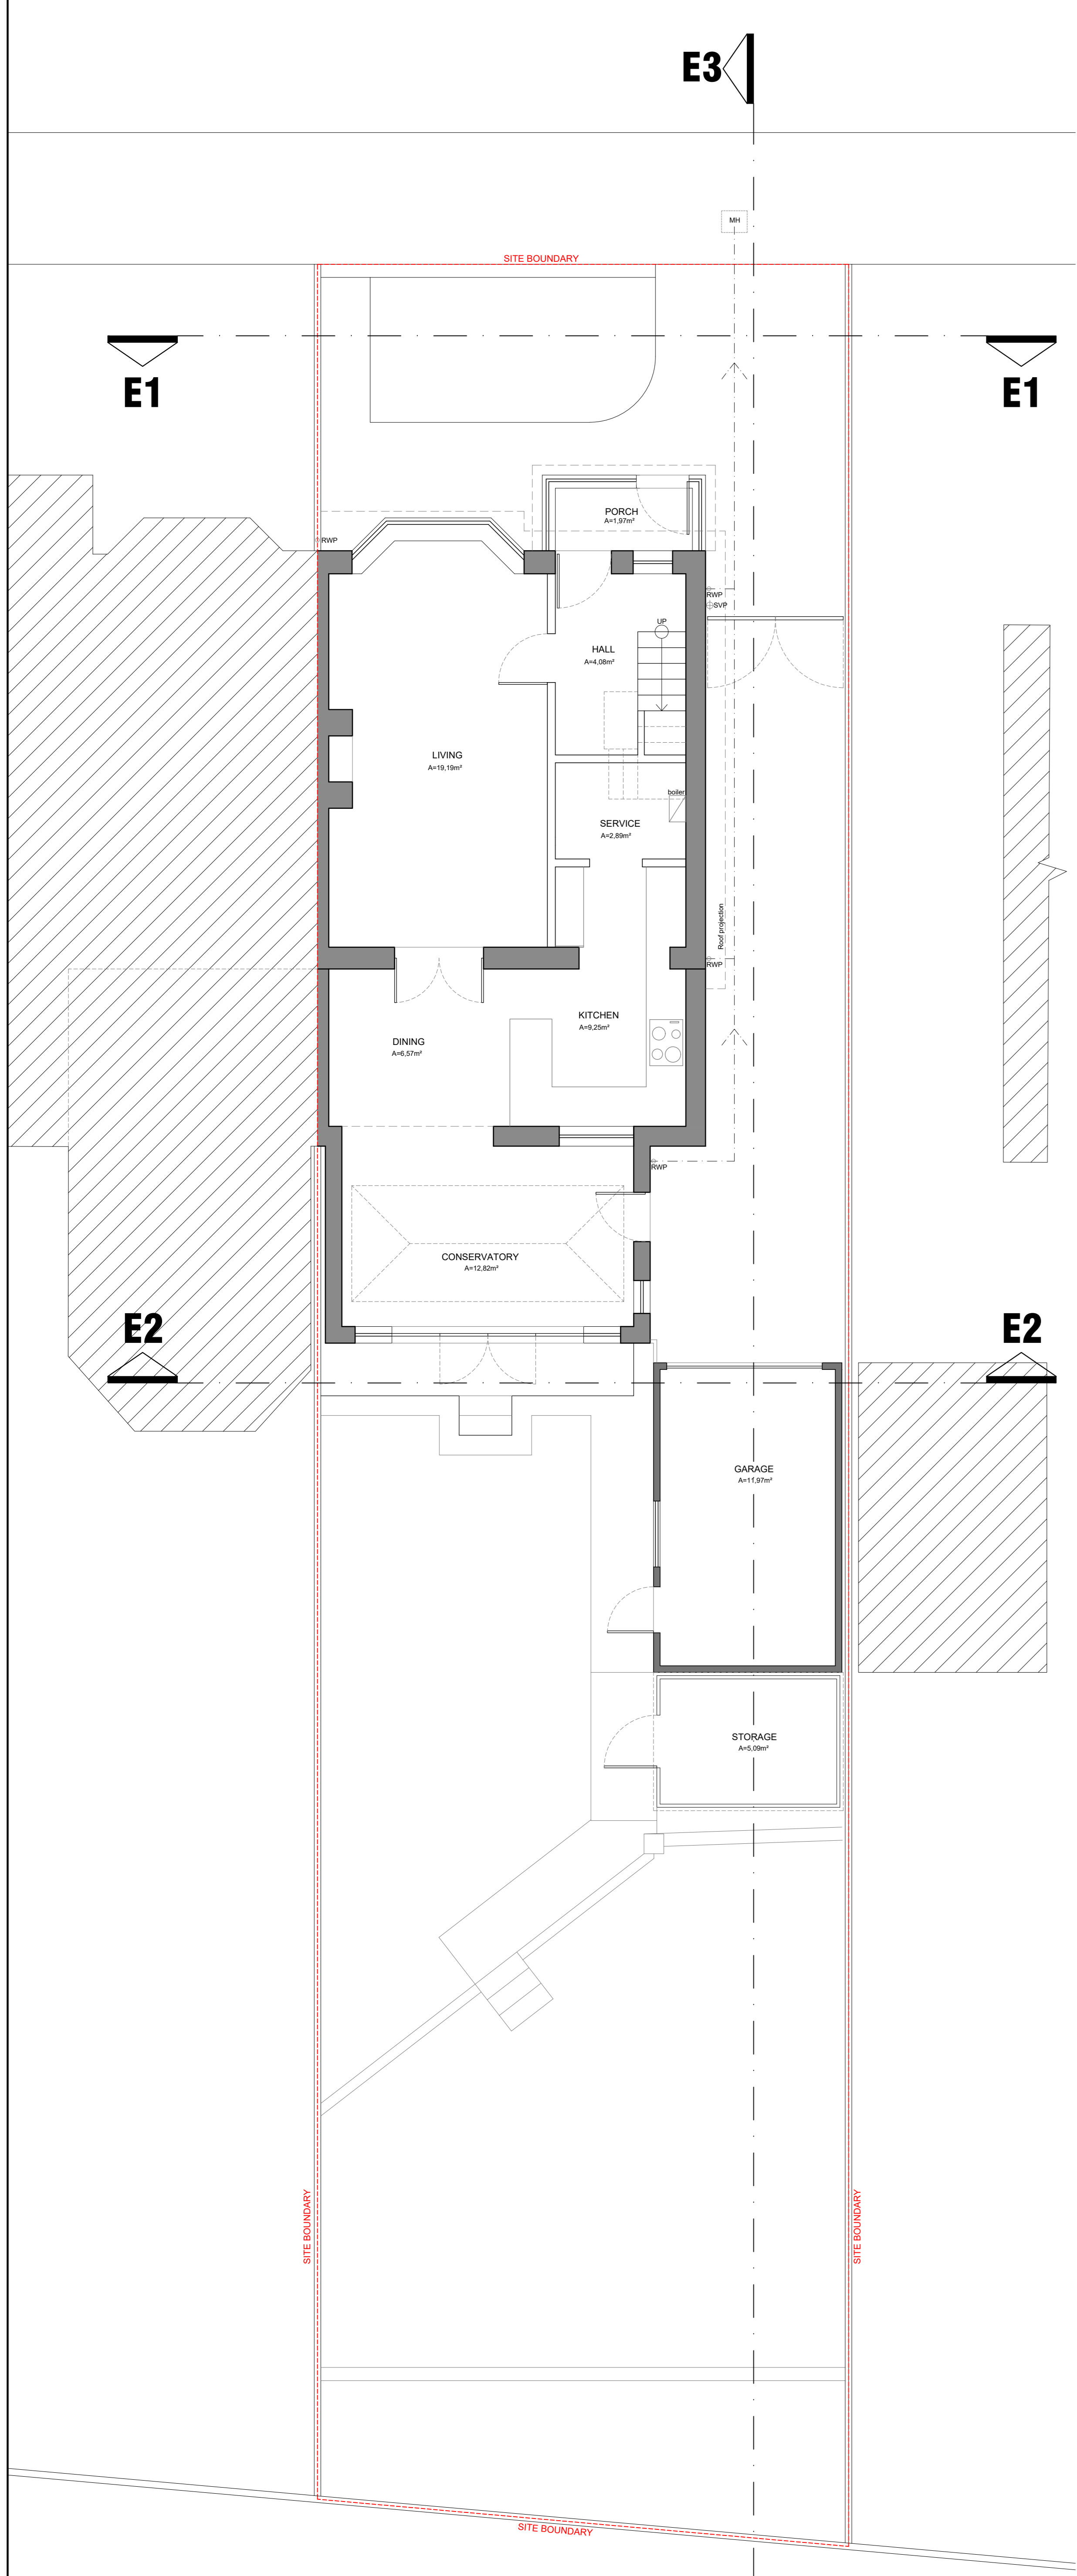 E3
MH
SITE BOUNDARY
E1
E1
PORCH
A=1,97m²
RWP
RWP
SVP
UP
HALL
A=4,08m²
LIVING
A=19,19m²
boiler
SERVICE
A=2,89m²
Roof projection
RWP
KITCHEN
A=9,25m²
DINING
A=6,57m²
RWP
CONSERVATORY
A=12,82m²
E2
E2
GARAGE
A=11,97m²
STORAGE
A=5,09m²
SITE BOUNDARY
SITE BOUNDARY
SITE BOUNDARY